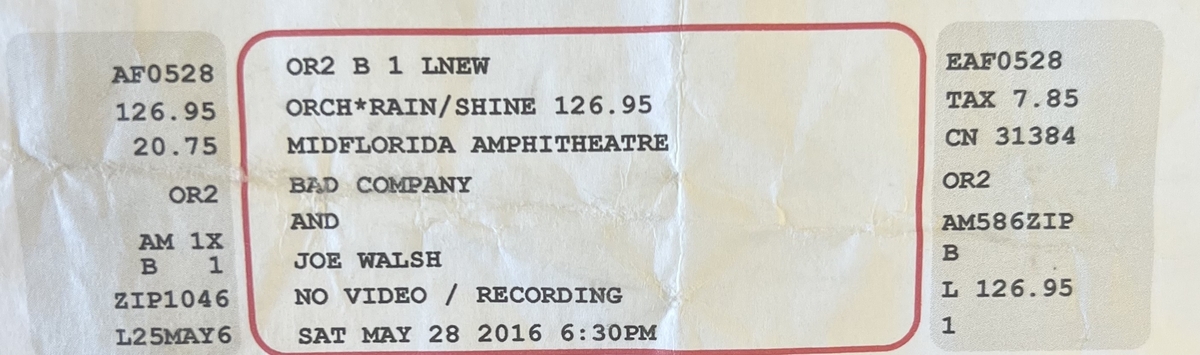 AF0528
126.95
20.75
OR2
AM 1X
B 1
ZIP1046
L25MAY6
OR2 B 1 LNEW
ORCH*RAIN/SHINE 126.95
MIDFLORIDA AMPHITHEATRE
BAD COMPANY
AND
JOE WALSH
NO VIDEO / RECORDING
SAT MAY 28 2016 6:30PM
EAF0528
TAX 7.85
CN 31384
OR2
AM586ZIP
B
L 126.95
1